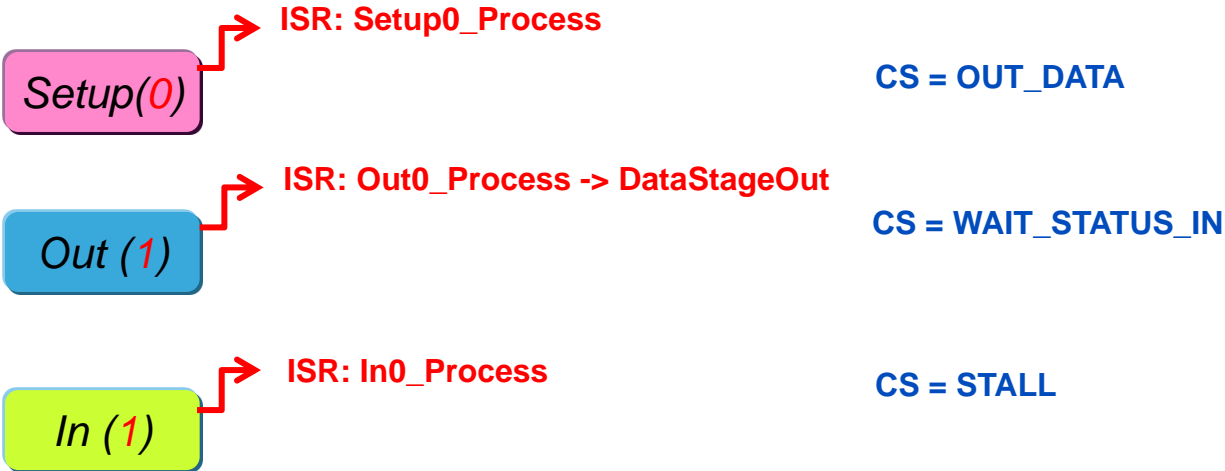 ISR: Setup0_Process
Setup(0)
CS = OUT_DATA
ISR: Out0_Process -> DataStageOut
CS = WAIT_STATUS_IN
Out (1)
ISR: In0_Process
CS = STALL
In (1)